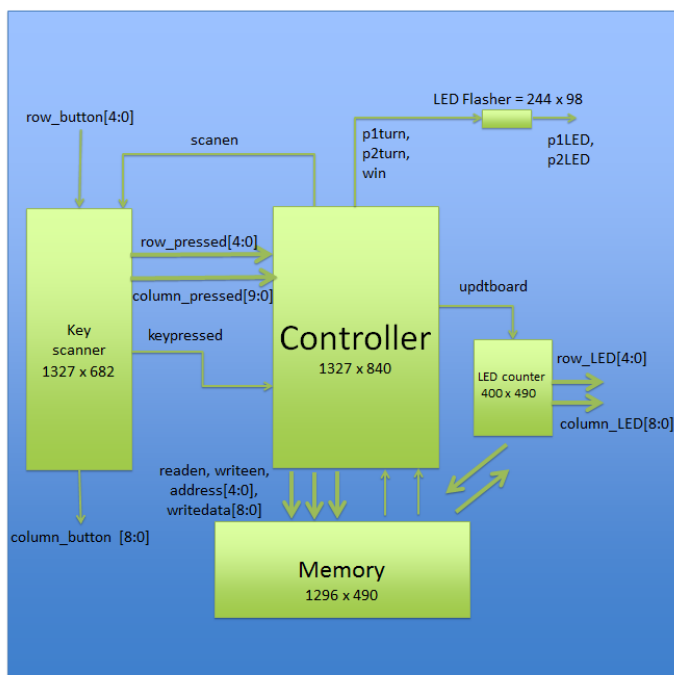 LED Flasher = 244 x 98
row_button[4:0]
p1turn,
p2turn,
win
p1LED,
p2LED
scanen
row_pressed[4:0]
column_pressed[9:0]
updtboard
Key
scanner
1327 x 682
keypressed
Controller
1327 x 840
row_LED[4:0]
LED counter
400 x 490
column_LED[8:0]
readen, writeen,
address[4:0],
writedata[8:0]
column_button [8:0]
Memory
1296 x 490